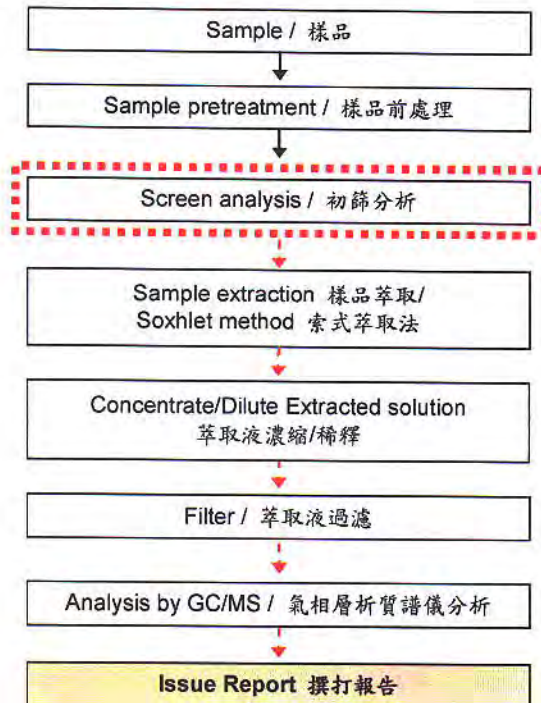 Sample / 樣品
Sample pretreatment / 樣品前處理
Screen analysis / 初篩分析
Sample extraction 樣品萃取/
Soxhlet method 索式萃取法
Concentrate/Dilute Extracted solution
萃取液濃縮/稀釋
Filter / 萃取液過濾
Analysis by GC/MS / 氣相層析質譜儀分析
Issue Report 撰打報告